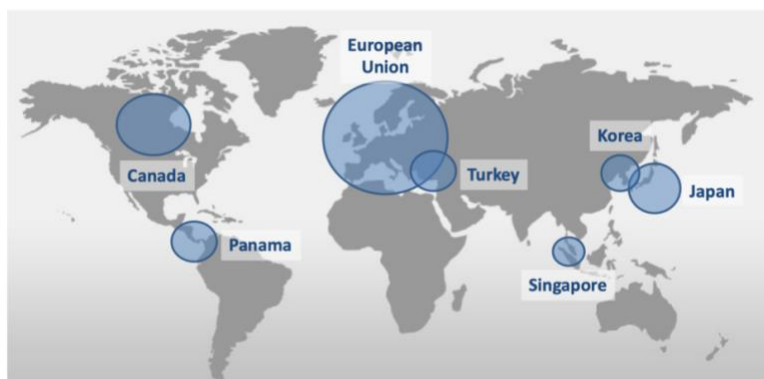 European
Union
Korea
Canada
Turkey
Japan
Panama
Singapore